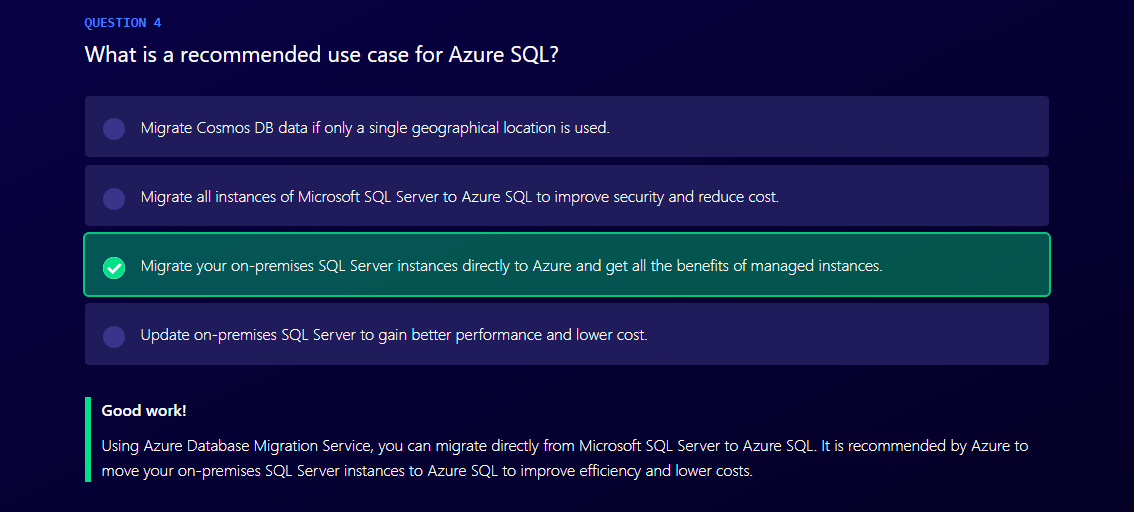 QUESTION 4
What is a recommended use case for Azure SQL?
Migrate Cosmos DB data if only a single geographical location is used.
Migrate all instances of Microsoft SQL Server to Azure SQL to improve security and reduce cost.
Migrate your on-premises SQL Server instances directly to Azure and get all the benefits of managed instances.
Update on-premises SQL Server to gain better performance and lower cost.
Good work!
Using Azure Database Migration Service, you can migrate directly from Microsoft SQL Server to Azure SQL. It is recommended by Azure to
move your on-premises SQL Server instances to Azure SQL to improve efficiency and lower costs.